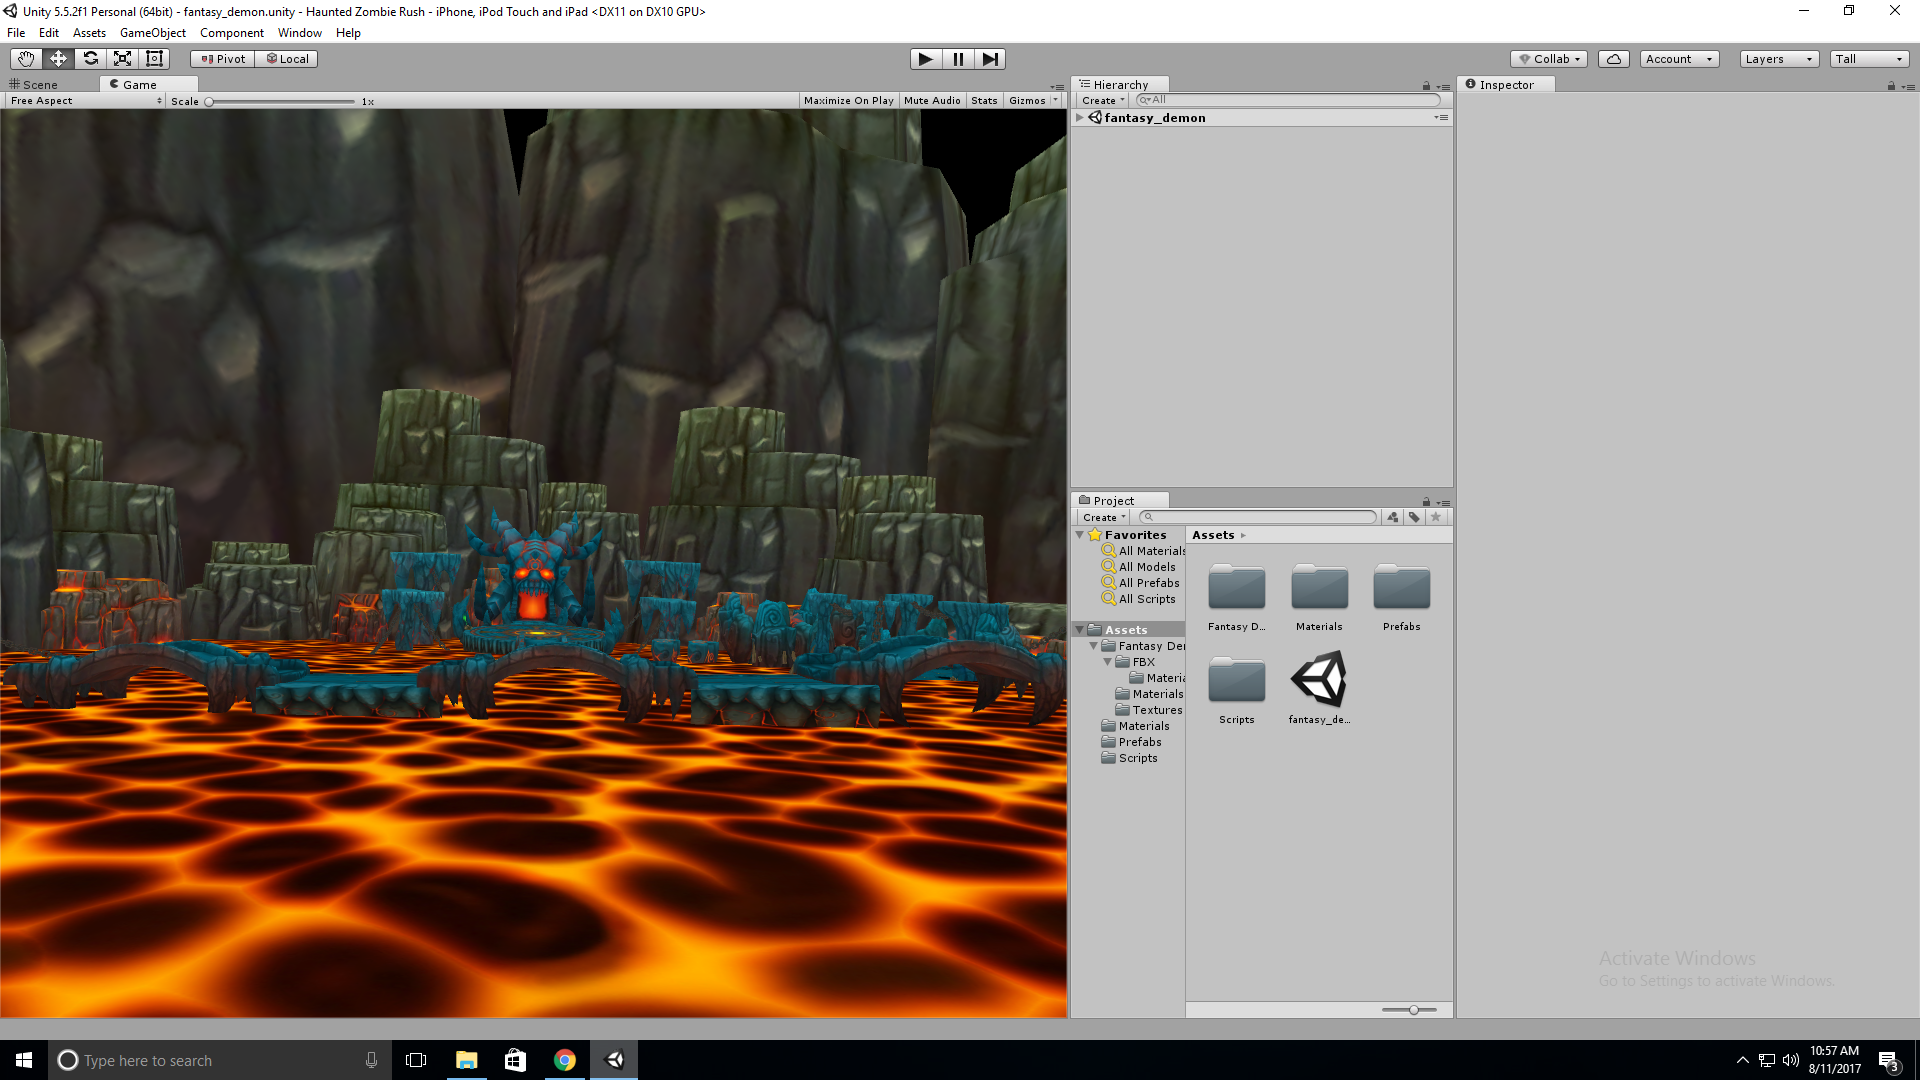 Unity 5.5.2f1 Personal (64bit) - fantasy_demon.unity - Haunted Zombie Rush - iPhone, iPod Touch and iPad <DX11 on DX10 GPU>
File Edit Assets GameObject Component Window Help
Pivot Local Collab Account Layers Tall
Scene Game
Free Aspect Scale 1x Maximize On Play Mute Audio Stats Gizmos
Hierarchy
Create All
fantasy_demon
Inspector
Project
Create
Favorites
All Materials
All Models
All Prefabs
All Scripts
Assets
Fantasy Der
FBX
Materia
Materials
Textures
Materials
Prefabs
Scripts
Assets
Fantasy D... Materials Prefabs
Scripts fantasy_de...
Activate Windows
Go to Settings to activate Windows.
Type here to search
10:57 AM
8/11/2017
3